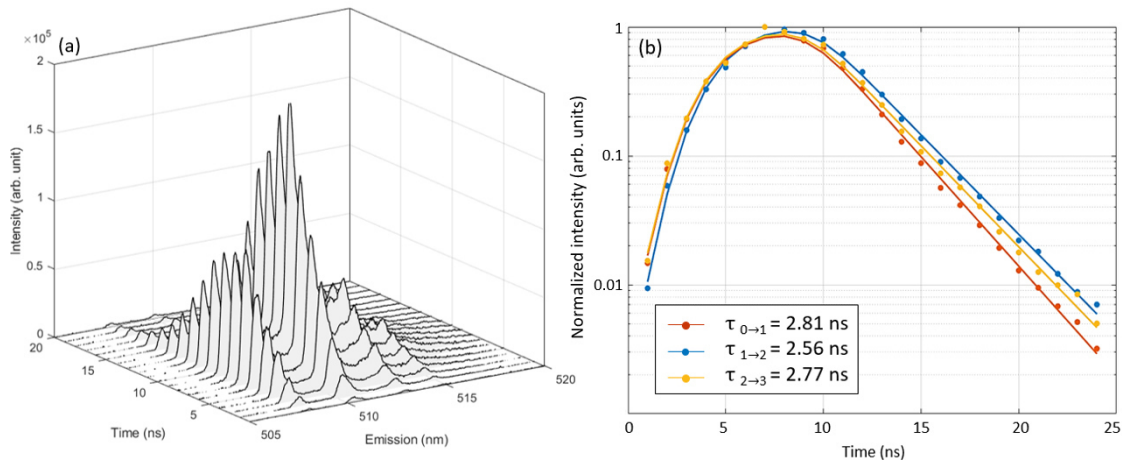 (a)
×10⁵
2
1.5
1
0.5
0
Intensity (arb. unit)
20
15
10
5
Time (ns)
505
510
515
520
Emission (nm)
(b)
1
0.1
0.01
Normalized intensity (arb. units)
τ 0→1 = 2.81 ns
τ 1→2 = 2.56 ns
τ 2→3 = 2.77 ns
0 5 10 15 20 25
Time (ns)